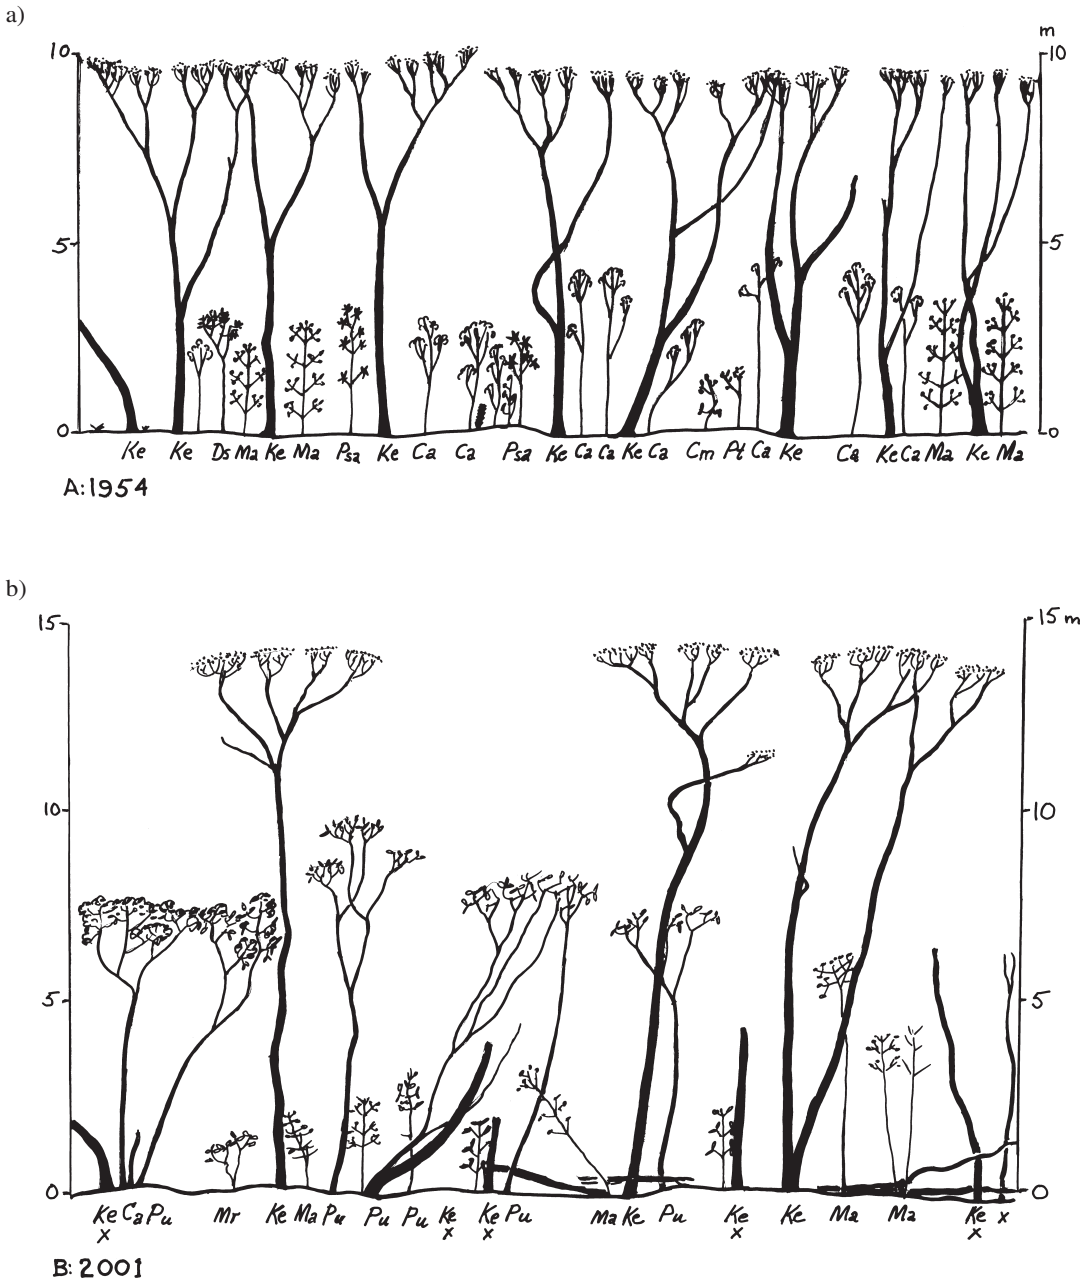 a)
m
10 10
5 5
0 0
Ke Ke Ds Ma Ke Ma Psa Ke Ca Ca Psa Ke Ca Ca Ke Ca Cm Pt Ca Ke Ca Ke Ca Ma Ke Ma
A:1954
b)
15 15 m
10 10
5 5
0 0
Ke Ca Pu Mr Ke Ma Pu Pu Pu Ke Ke Pu Ma Ke Pu Ke Ke Ma Ma Ke x
x x x x x
B: 2001